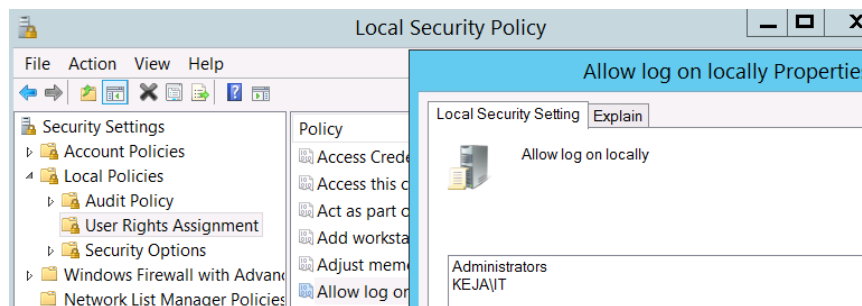 Local Security Policy
File Action View Help
Security Settings
Account Policies
Local Policies
Audit Policy
User Rights Assignment
Security Options
Windows Firewall with Advan
Network List Manager Policies
Policy
Access Crede
Access this c
Act as part o
Add worksta
Adjust mem
Allow log on
Allow log on locally Propertie
Local Security Setting Explain
Allow log on locally
Administrators
KEJA\IT